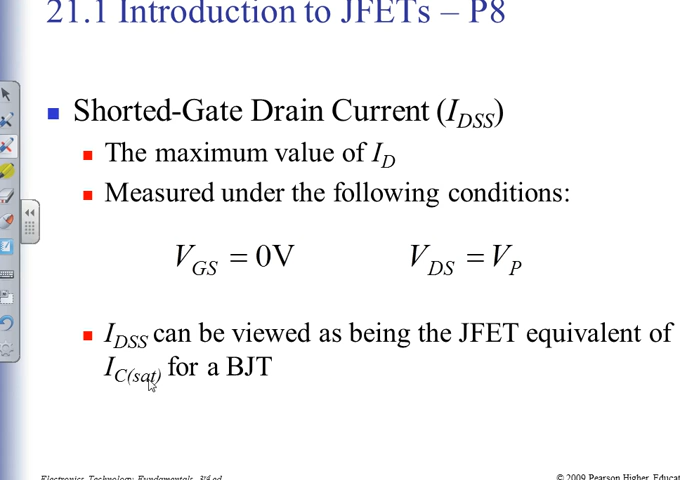 21.1 Introduction to JFETs – P8
Shorted-Gate Drain Current (I_DSS)
The maximum value of I_D
Measured under the following conditions:
V_GS = 0V V_DS = V_P
I_DSS can be viewed as being the JFET equivalent of
I_C(sat) for a BJT
Electronics Technology Fundamentals, 3/e ed © 2009 Pearson Higher Educat